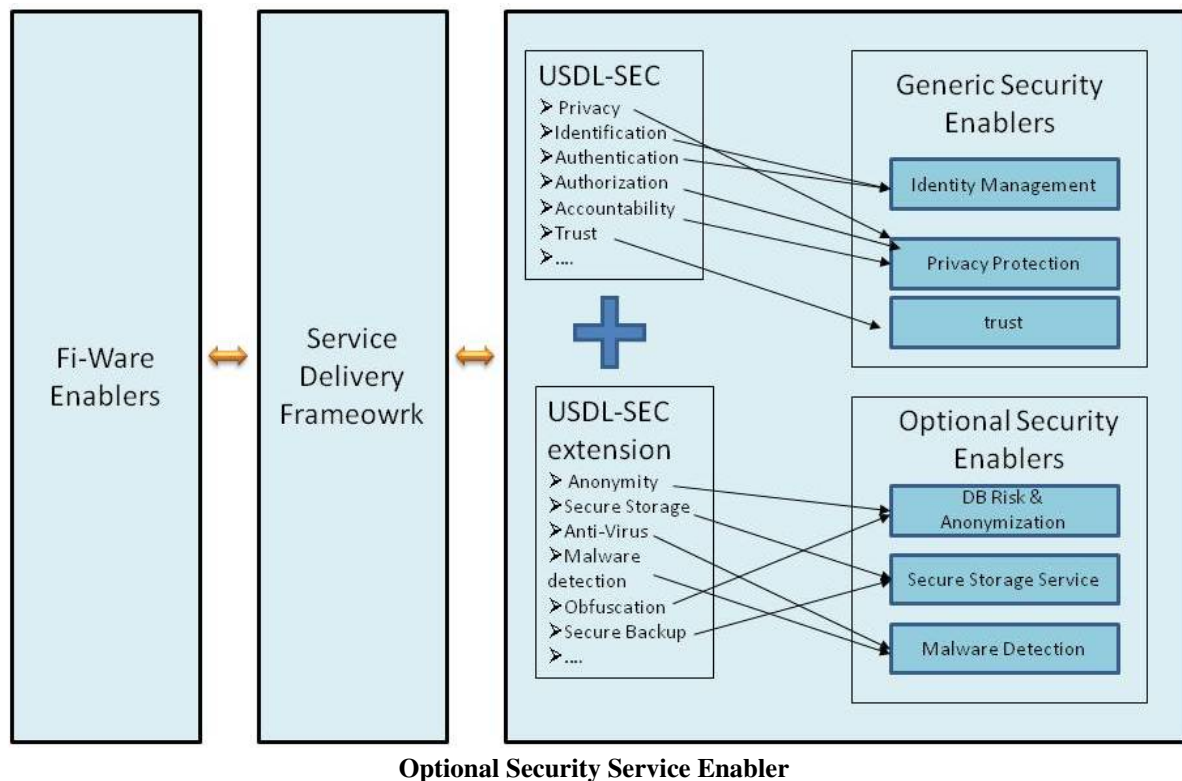 Fi-Ware
Enablers
Service
Delivery
Frameowrk
USDL-SEC
➢ Privacy
➢Identification
➢Authentication
➢Authorization
➢Accountability
➢Trust
➢....
Generic Security
Enablers
Identity Management
Privacy Protection
trust
USDL-SEC
extension
➢ Anonymity
➢Secure Storage
➢Anti-Virus
➢Malware
detection
➢Obfuscation
➢Secure Backup
➢....
Optional Security
Enablers
DB Risk &
Anonymization
Secure Storage Service
Malware Detection
Optional Security Service Enabler